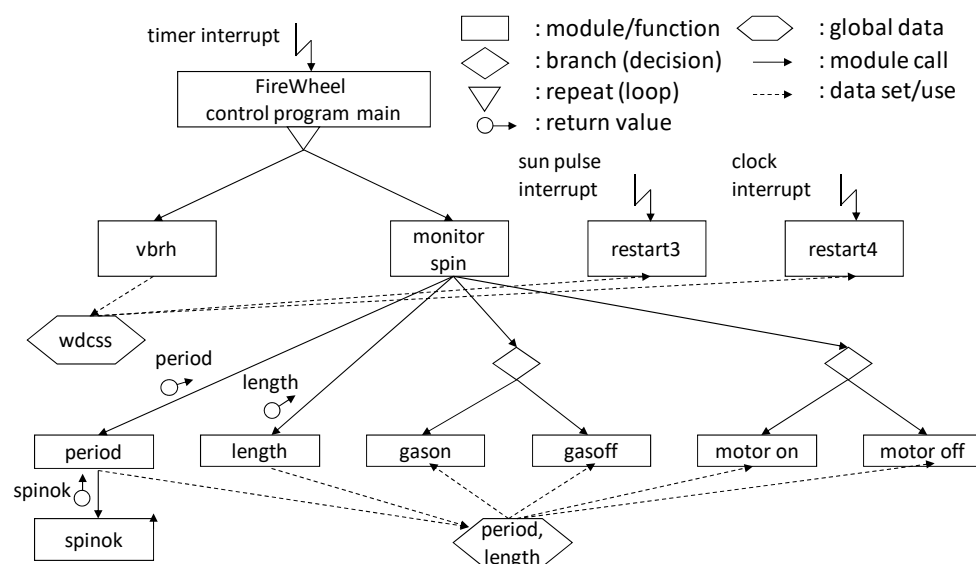 timer interrupt
: module/function
: global data
: branch (decision)
: module call
: repeat (loop)
: data set/use
: return value
FireWheel
control program main
sun pulse
interrupt
clock
interrupt
vbrh
monitor
spin
restart3
restart4
wdcss
period
length
period
length
gason
gasoff
motor on
motor off
spinok
spinok
period,
length